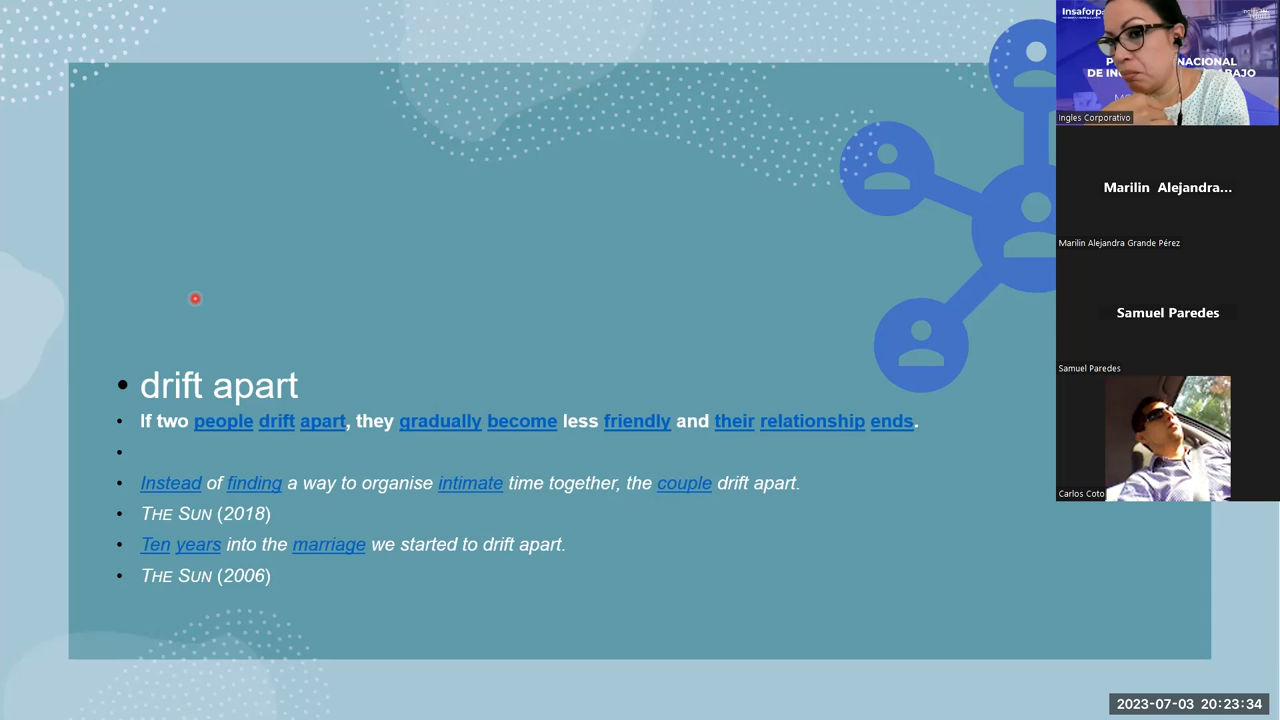 drift apart
If two people drift apart, they gradually become less friendly and their relationship ends.
Instead of finding a way to organise intimate time together, the couple drift apart.
THE SUN (2018)
Ten years into the marriage we started to drift apart.
THE SUN (2006)
Insaforp
NACIONAL
DE IN
ABAJO
Ingles Corporativo
Marilin Alejandra...
Marilin Alejandra Grande Pérez
Samuel Paredes
Samuel Paredes
Carlos Coto
2023-07-03 20:23:34